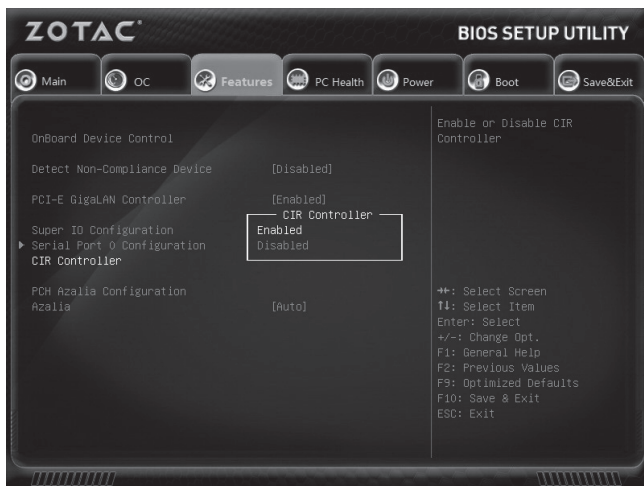 ZOTAC
BIOS SETUP UTILITY
Main
OC
Features
PC Health
Power
Boot
Save&Exit
OnBoard Device Control
Detect Non-Compliance Device [Disabled]
PCI-E GigaLAN Controller [Enabled]
Super IO Configuration
Serial Port 0 Configuration
CIR Controller
PCH Azalia Configuration
Azalia [Auto]
CIR Controller
Enabled
Disabled
Enable or Disable CIR
Controller
→←: Select Screen
↑↓: Select Item
Enter: Select
+/-: Change Opt.
F1: General Help
F2: Previous Values
F9: Optimized Defaults
F10: Save & Exit
ESC: Exit